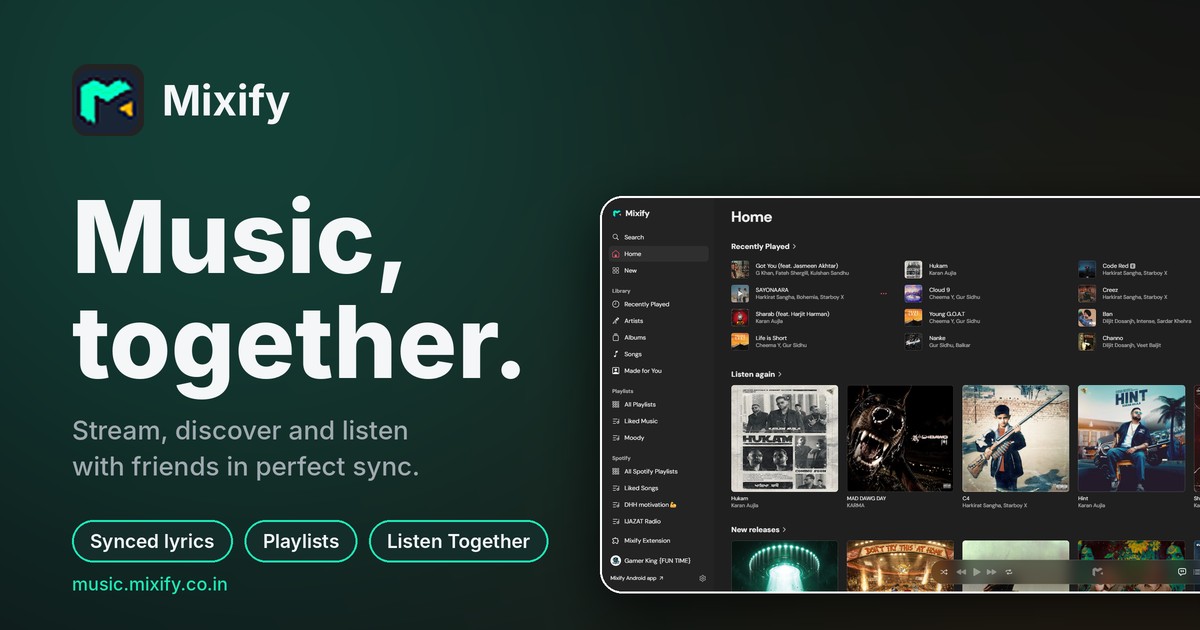 Mixify
Music,
together.
Stream, discover and listen
with friends in perfect sync.
Synced lyrics
Playlists
Listen Together
music.mixify.co.in
Mixify
Search
Home
New
Library
Recently Played
Artists
Albums
Songs
Made for You
Playlists
All Playlists
Liked Music
Moody
Spotify
All Spotify Playlists
Liked Songs
DHH motivation💪
IJAZAT Radio
Mixify Extension
Gamer King (FUN TIME)
Mixify Android app ↗
Home
Recently Played >
Got You (feat. Jasmeen Akhtar)
G Khan, Fateh Shergill, Kulshan Sandhu
SAYONAARA
Harkirat Sangha, Bohemia, Starboy X
Sharab (feat. Harjit Harman)
Karan Aujla
Life is Short
Cheema Y, Gur Sidhu
Hukam
Karan Aujla
Cloud 9
Cheema Y, Gur Sidhu
Young G.O.A.T
Cheema Y, Gur Sidhu
Nanke
Gur Sidhu, Balkar
Code Red E
Harkirat Sangha, Starboy X
Creez
Harkirat Sangha, Starboy X
Ban
Diljit Dosanjh, Intense, Sardar Khehra
Channo
Diljit Dosanjh, Veet Baljit
Listen again >
HUKAM
HINT
Hukam
Karan Aujla
MAD DAWG DAY
KARMA
C4
Harkirat Sangha, Starboy X
Hint
Karan Aujla
New releases >
DON'T TRY THIS AT HOME